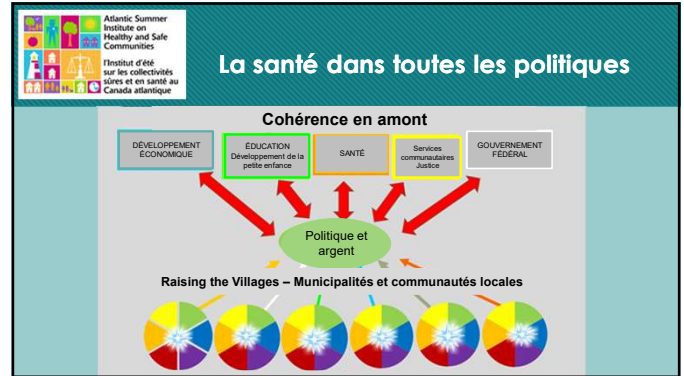 Atlantic Summer
Institute on
Healthy and Safe
Communities
l'Institut d'été
sur les collectivités
sûres et en santé au
Canada atlantique
La santé dans toutes les politiques
Cohérence en amont
DÉVELOPPEMENT
ÉCONOMIQUE
ÉDUCATION
Développement de la
petite enfance
SANTÉ
Services
communautaires
Justice
GOUVERNEMENT
FÉDÉRAL
Politique et
argent
Raising the Villages – Municipalités et communautés locales